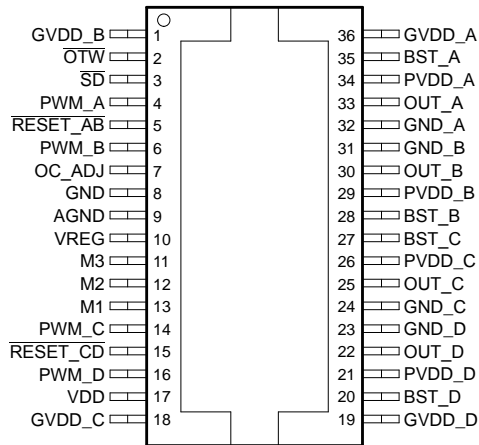 GVDD_B 1 36 GVDD_A
OTW 2 35 BST_A
SD 3 34 PVDD_A
PWM_A 4 33 OUT_A
RESET_AB 5 32 GND_A
PWM_B 6 31 GND_B
OC_ADJ 7 30 OUT_B
GND 8 29 PVDD_B
AGND 9 28 BST_B
VREG 10 27 BST_C
M3 11 26 PVDD_C
M2 12 25 OUT_C
M1 13 24 GND_C
PWM_C 14 23 GND_D
RESET_CD 15 22 OUT_D
PWM_D 16 21 PVDD_D
VDD 17 20 BST_D
GVDD_C 18 19 GVDD_D